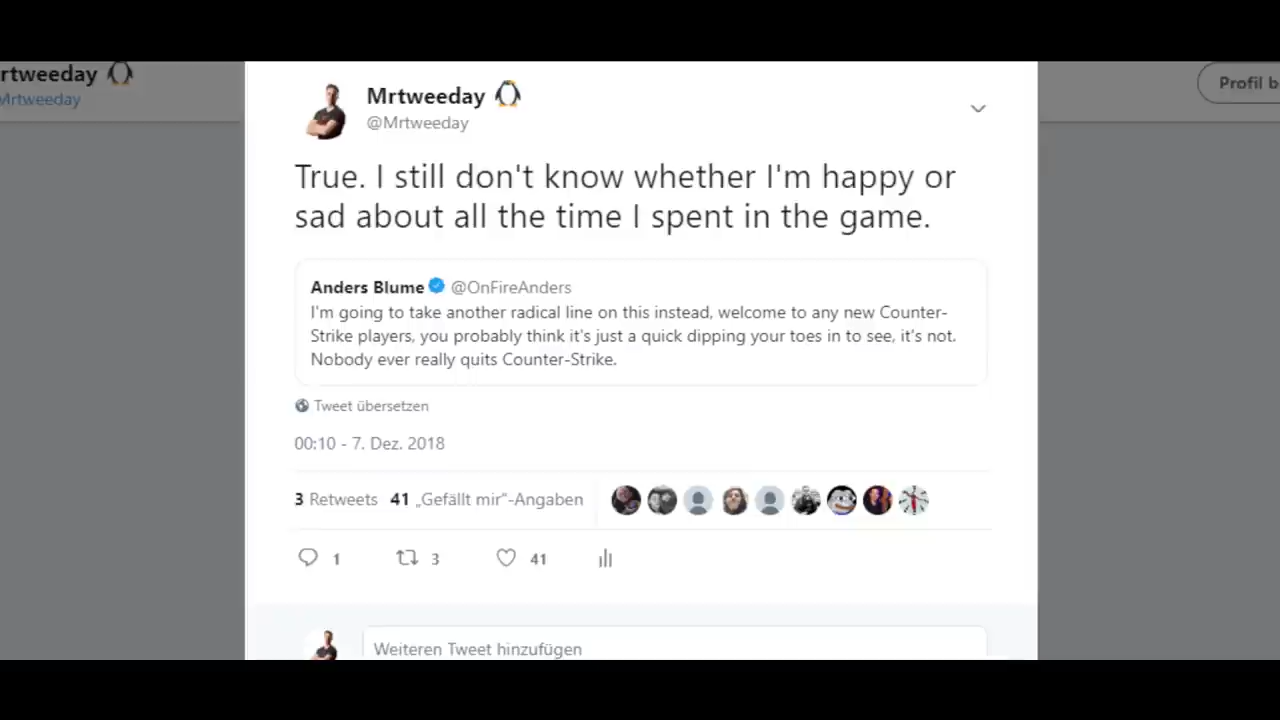 rtweeday
Mrtweeday
Profil b
Mrtweeday
@Mrtweeday
True. I still don't know whether I'm happy or
sad about all the time I spent in the game.
Anders Blume @OnFireAnders
I'm going to take another radical line on this instead, welcome to any new Counter-
Strike players, you probably think it's just a quick dipping your toes in to see, it's not.
Nobody ever really quits Counter-Strike.
Tweet übersetzen
00:10 - 7. Dez. 2018
3 Retweets 41 „Gefällt mir“-Angaben
1 3 41
Weiteren Tweet hinzufügen